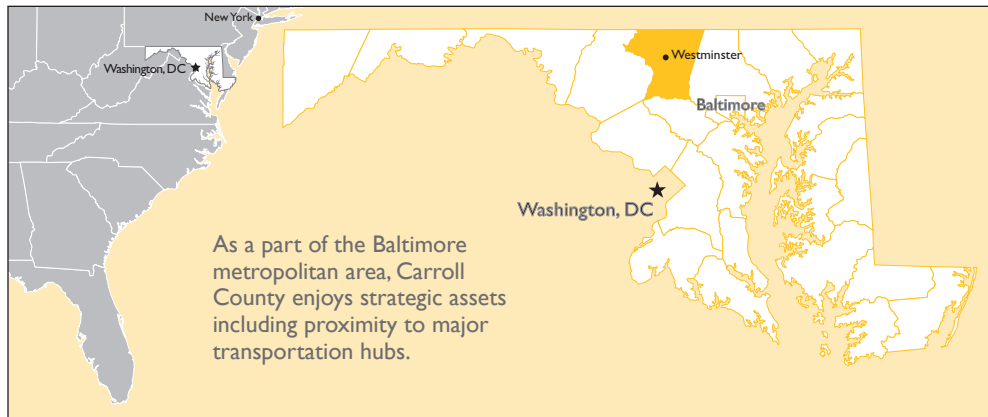 New York
Washington, DC
Westminster
Baltimore
Washington, DC
As a part of the Baltimore
metropolitan area, Carroll
County enjoys strategic assets
including proximity to major
transportation hubs.